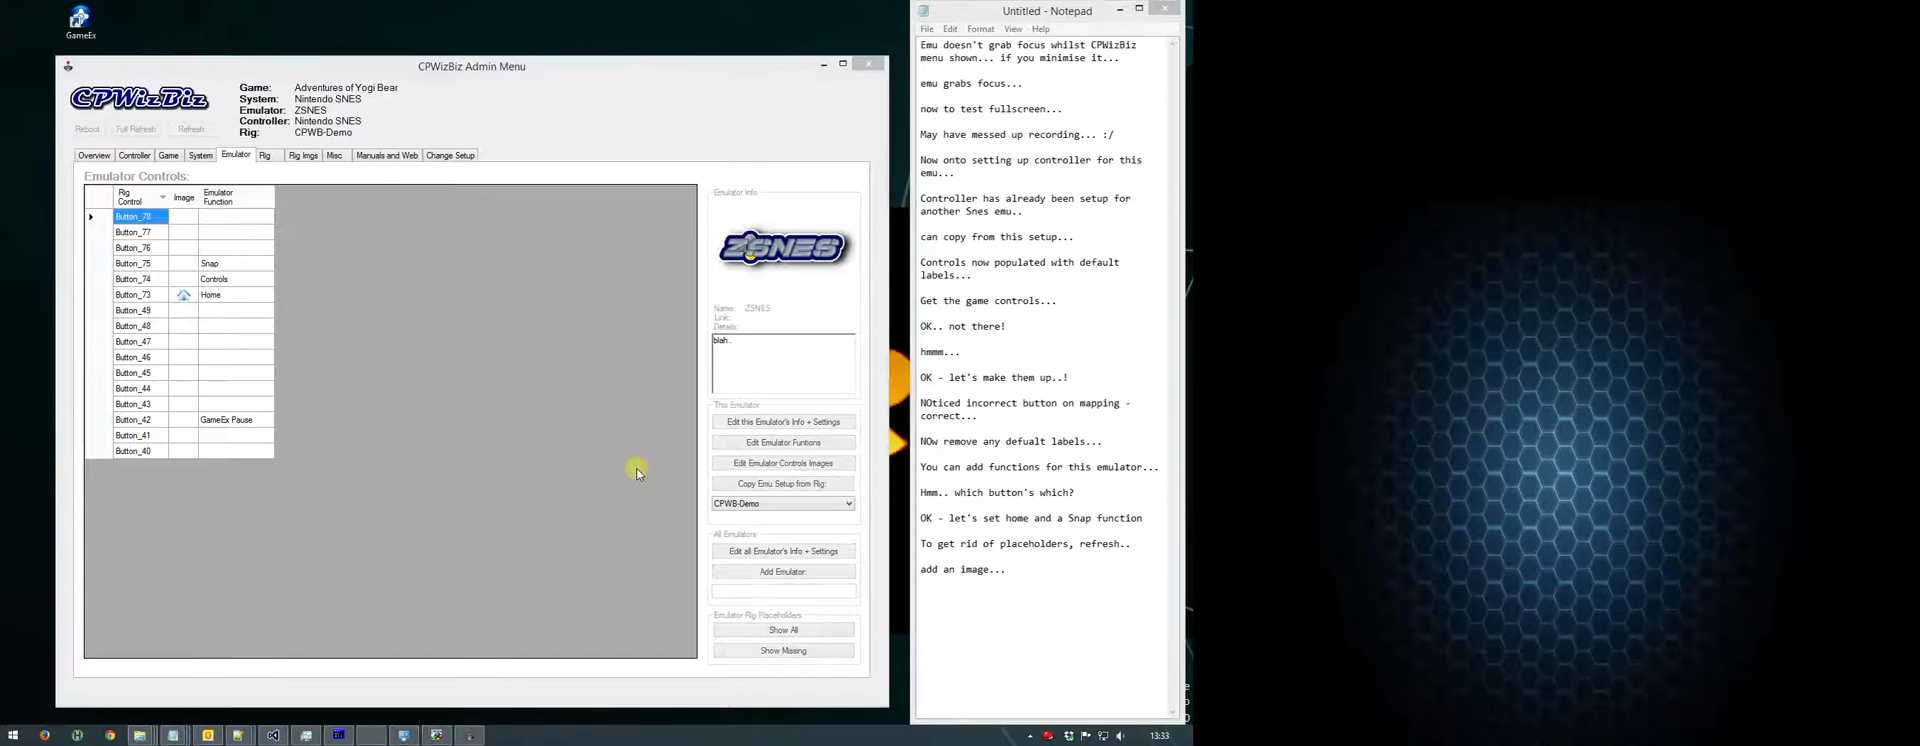 GameEx
CPWizBiz Admin Menu
CPWizBiz
Game: Adventures of Yogi Bear
System: Nintendo SNES
Emulator: ZSNES
Controller: Nintendo SNES
Rig: CPWB-Demo
Reboot Full Refresh Refresh
Overview Controller Game System Emulator Rig Rig Imgs Misc Manuals and Web Change Setup
Emulator Controls:
Rig Control Image Emulator Function
Button_78
Button_77
Button_76
Button_75 Snap
Button_74 Controls
Button_73 Home
Button_49
Button_48
Button_47
Button_46
Button_45
Button_44
Button_43
Button_42 GameEx Pause
Button_41
Button_40
Emulator Info
ZSNES
Name: ZSNES
Link:
Details:
blah..
This Emulator
Edit this Emulator's Info + Settings
Edit Emulator Funtions
Edit Emulator Controls Images
Copy Emu Setup from Rig:
CPWB-Demo
All Emulators
Edit all Emulator's Info + Settings
Add Emulator:
Emulator Rig Placeholders
Show All
Show Missing
Untitled - Notepad
File Edit Format View Help
Emu doesn't grab focus whilst CPWizBiz
menu shown... if you minimise it...
emu grabs focus...
now to test fullscreen...
May have messed up recording... :/
Now onto setting up controller for this
emu...
Controller has already been setup for
another Snes emu..
can copy from this setup...
Controls now populated with default
labels...
Get the game controls...
OK.. not there!
hmmm...
OK - let's make them up..!
NOticed incorrect button on mapping -
correct...
NOw remove any defualt labels...
You can add functions for this emulator...
Hmm.. which button's which?
OK - let's set home and a Snap function
To get rid of placeholders, refresh..
add an image...
e
0
13:33